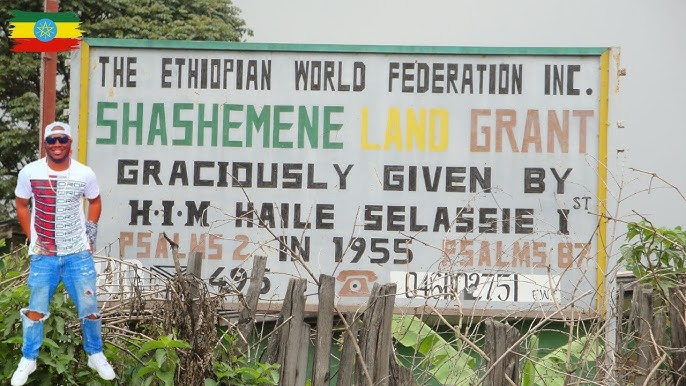 THE ETHIOPIAN WORLD FEDERATION INC.
SHASHEMENE LAND GRANT
GRACIOUSLY GIVEN BY
H·I·M HAILE SELASSIE I ST
PSALMS 2 IN 1955 PSALMS 87
495